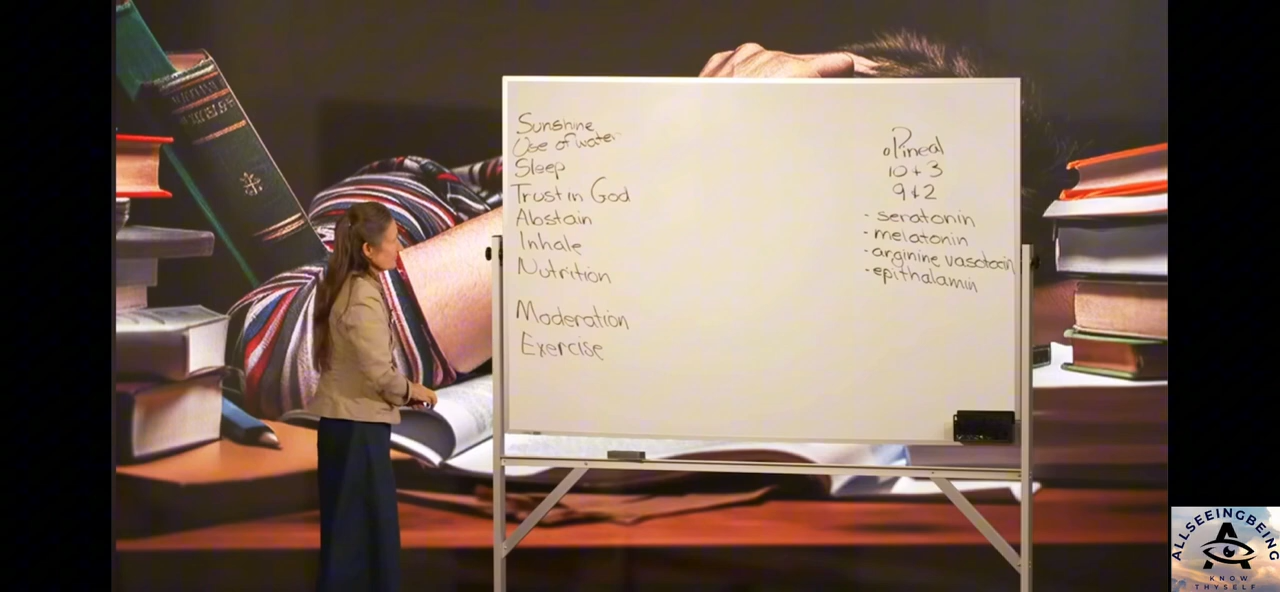 Sunshine
Use of water
Sleep
Trust in God
Abstain
Inhale
Nutrition
Moderation
Exercise
Pineal
10 + 3
9 & 2
- seratonin
- melatonin
- arginine vasotocin
- epithalamin
ALLSEEINGBEING
KNOW
THYSELF